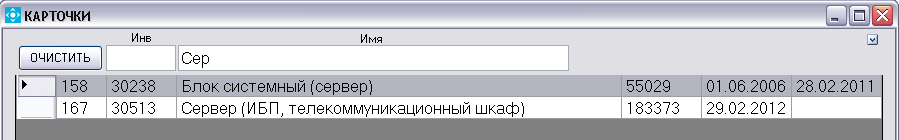 КАРТОЧКИ
Инв Имя
ОЧИСТИТЬ Сер
158 30238 Блок системный (сервер) 55029 01.06.2006 28.02.2011
167 30513 Сервер (ИБП, телекоммуникационный шкаф) 183373 29.02.2012